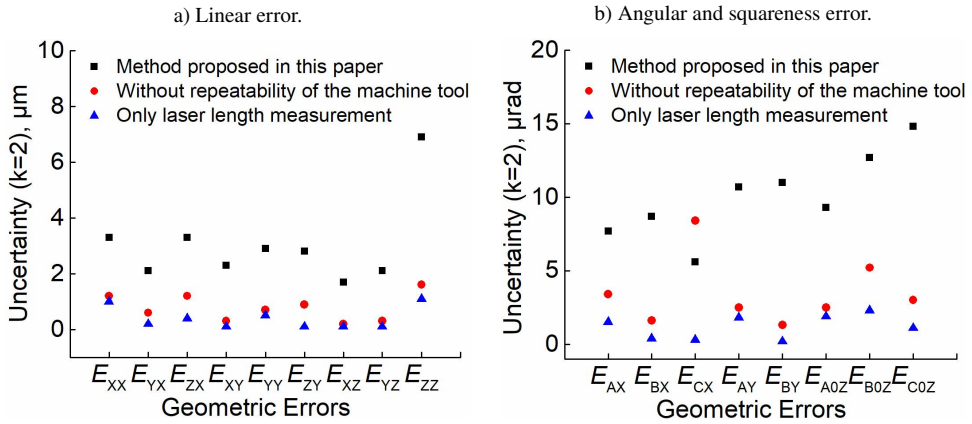 a) Linear error.
10
8
6
4
2
0
Uncertainty (k=2), μm
Method proposed in this paper
Without repeatability of the machine tool
Only laser length measurement
EXX EYX EZX EXY EYY EZY EXZ EYZ EZZ
Geometric Errors
b) Angular and squareness error.
20
15
10
5
0
Uncertainty (k=2), μrad
Method proposed in this paper
Without repeatability of the machine tool
Only laser length measurement
EAX EBX ECX EAY EBY EA0Z EB0Z EC0Z
Geometric Errors